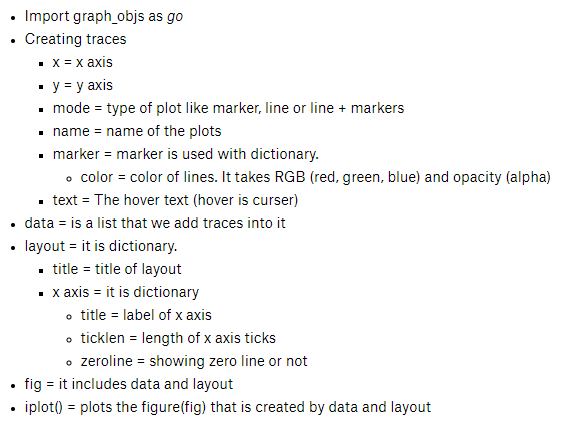 Import graph_objs as go
Creating traces
x = x axis
y = y axis
mode = type of plot like marker, line or line + markers
name = name of the plots
marker = marker is used with dictionary.
color = color of lines. It takes RGB (red, green, blue) and opacity (alpha)
text = The hover text (hover is curser)
data = is a list that we add traces into it
layout = it is dictionary.
title = title of layout
x axis = it is dictionary
title = label of x axis
ticklen = length of x axis ticks
zeroline = showing zero line or not
fig = it includes data and layout
iplot() = plots the figure(fig) that is created by data and layout